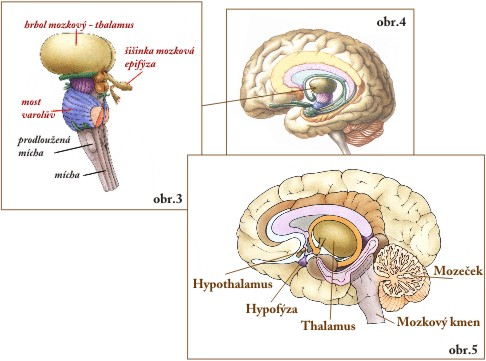 hrbol mozkový - thalamus
šišinka mozková
epifýza
most
varolův
prodloužená
mícha
mícha
obr.3
obr.4
Hypothalamus
Hypofýza
Thalamus
Mozeček
Mozkový kmen
obr.5